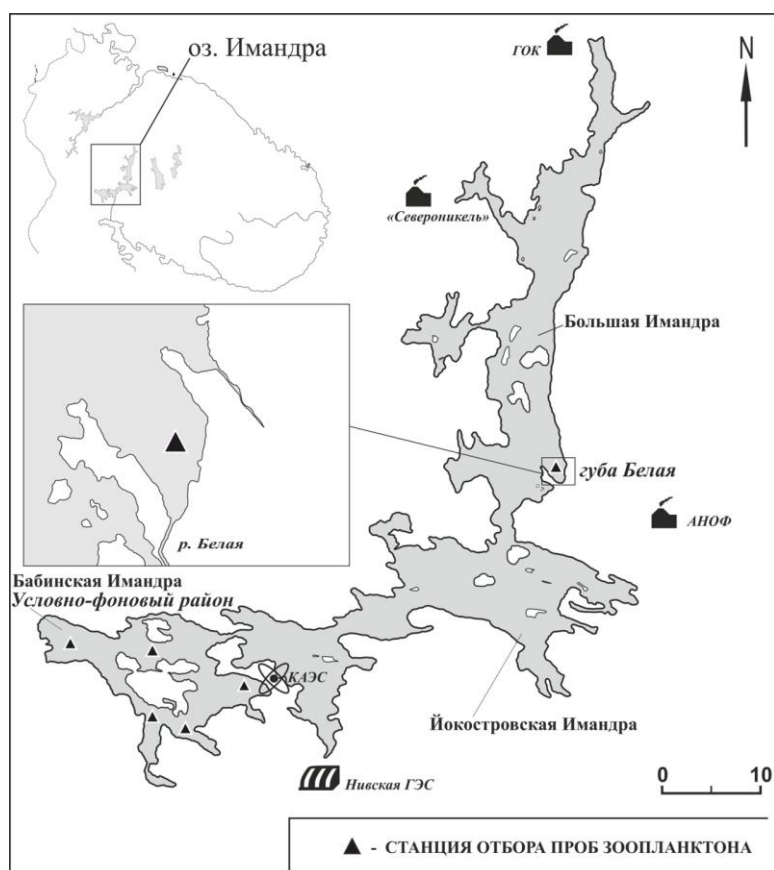 оз. Имандра
ГОК
N
«Североникель»
Большая Имандра
губа Белая
р. Белая
АНОФ
Бабинская Имандра
Условно-фоновый район
КАЭС
Йокостровская Имандра
Нивская ГЭС
0 10
- СТАНЦИЯ ОТБОРА ПРОБ ЗООПЛАНКТОНА